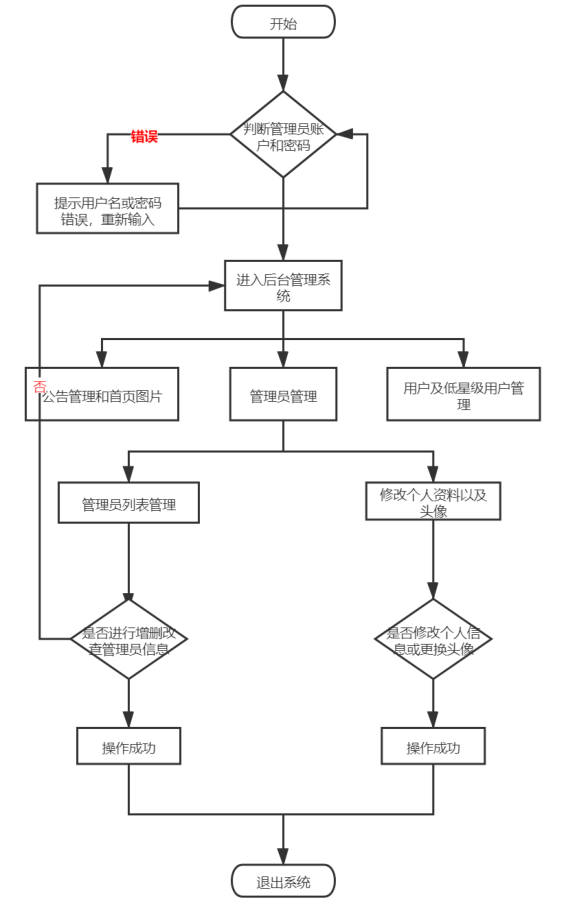 开始
判断管理员账
户和密码
错误
提示用户名或密码
错误，重新输入
进入后台管理系
统
否
公告管理和首页图片
管理员管理
用户及低星级用户管
理
管理员列表管理
修改个人资料以及
头像
是否进行增删改
查管理员信息
是否修改个人信
息或更换头像
操作成功
操作成功
退出系统